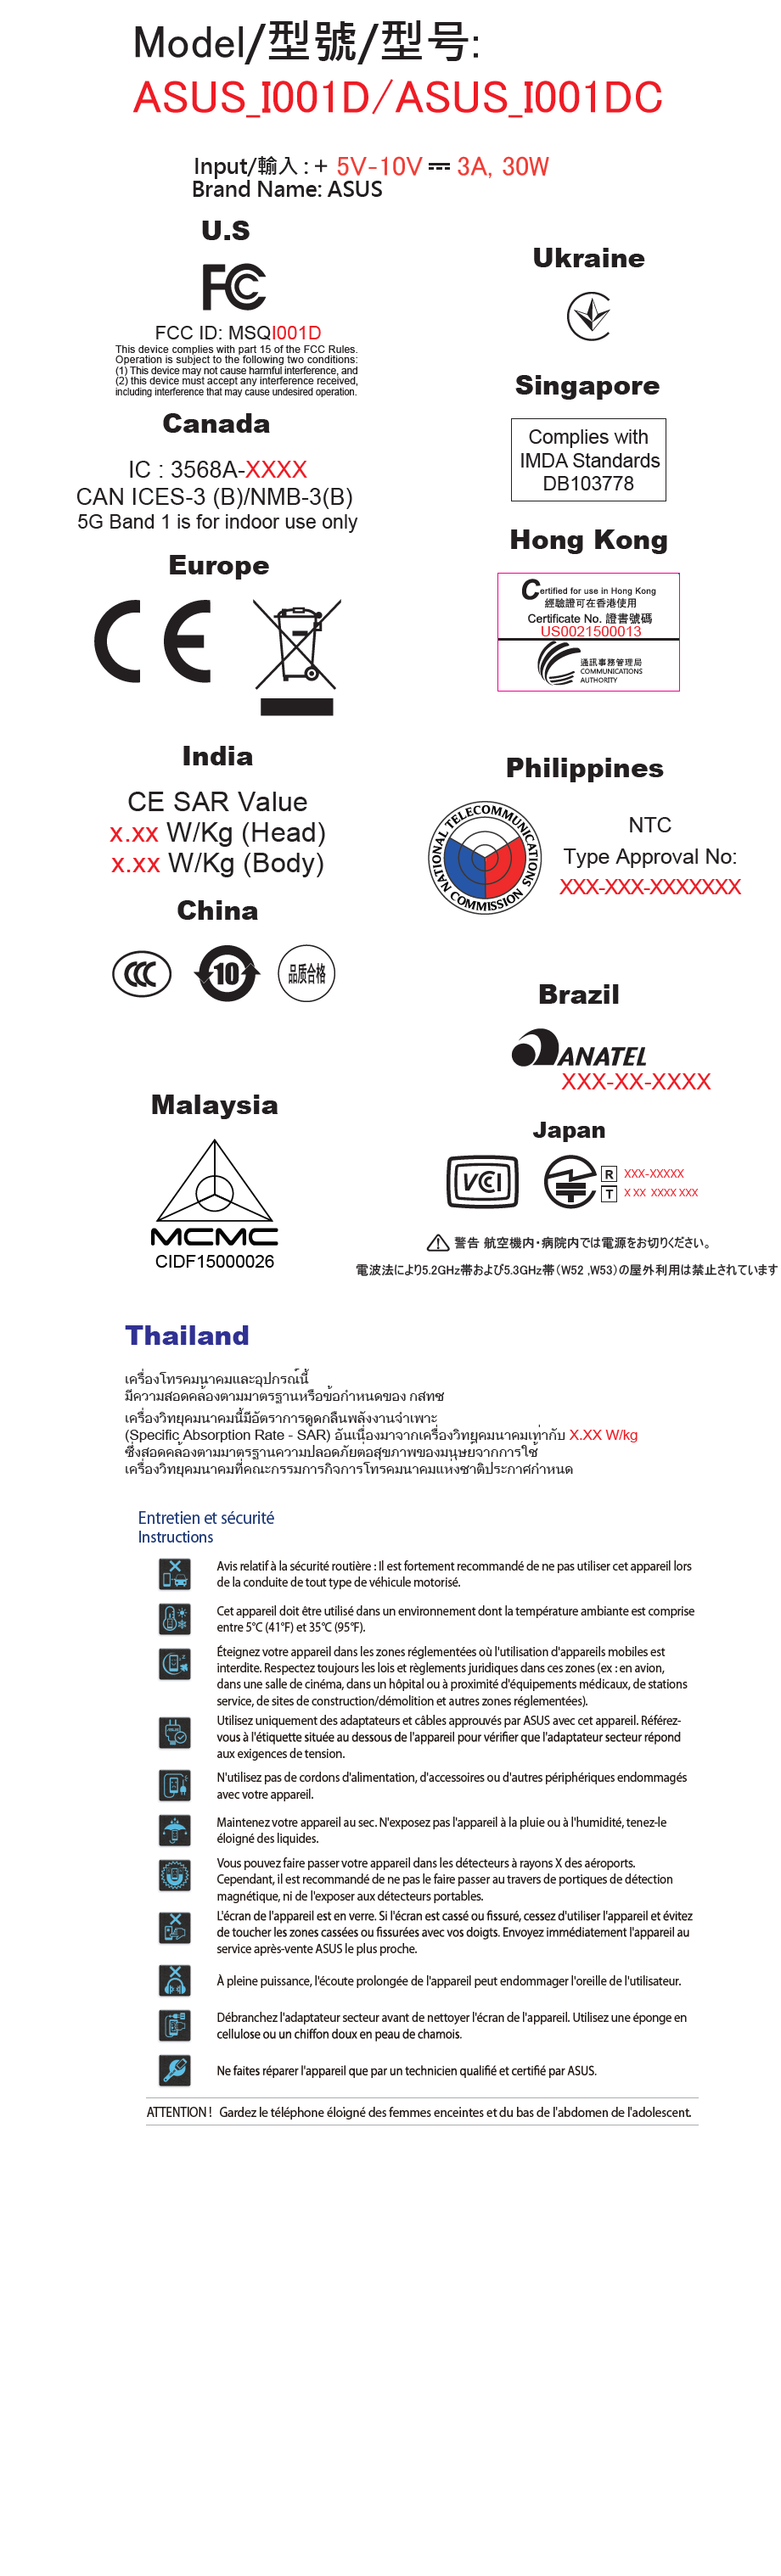 Model/型號/型号:
ASUS_I001D/ASUS_I001DC
Input/輸入 : + 5V-10V 3A, 30W
Brand Name: ASUS
U.S
FC
FCC ID: MSQI001D
This device complies with part 15 of the FCC Rules.
Operation is subject to the following two conditions:
(1) This device may not cause harmful interference, and
(2) this device must accept any interference received,
including interference that may cause undesired operation.
Canada
IC : 3568A-XXXX
CAN ICES-3 (B)/NMB-3(B)
5G Band 1 is for indoor use only
Europe
CE
India
CE SAR Value
x.xx W/Kg (Head)
x.xx W/Kg (Body)
China
CCC
10
品质合格
Malaysia
MCMC
CIDF15000026
Ukraine
Singapore
Complies with
IMDA Standards
DB103778
Hong Kong
Certified for use in Hong Kong
經驗證可在香港使用
Certificate No. 證書號碼
US0021500013
通訊事務管理局
COMMUNICATIONS
AUTHORITY
Philippines
NATIONAL TELECOMMUNICATIONS COMMISSION
NTC
Type Approval No:
XXX-XXX-XXXXXXX
Brazil
ANATEL
XXX-XX-XXXX
Japan
VCCI
R XXX-XXXXX
T X XX XXXX XXX
警告 航空機内・病院内では電源をお切りください。
電波法により5.2GHz帯および5.3GHz帯（W52 ,W53）の屋外利用は禁止されています
Thailand
เครื่องโทรคมนาคมและอุปกรณ์นี้
มีความสอดคล้องตามมาตรฐานหรือข้อกำหนดของ กสทช
เครื่องวิทยุคมนาคมนี้มีอัตราการดูดกลืนพลังงานจำเพาะ
(Specific Absorption Rate - SAR) อันเนื่องมาจากเครื่องวิทยุคมนาคมเท่ากับ X.XX W/kg
ซึ่งสอดคล้องตามมาตรฐานความปลอดภัยต่อสุขภาพของมนุษย์จากการใช้
เครื่องวิทยุคมนาคมที่คณะกรรมการกิจการโทรคมนาคมแห่งชาติประกาศกำหนด
Entretien et sécurité
Instructions
Avis relatif à la sécurité routière : Il est fortement recommandé de ne pas utiliser cet appareil lors
de la conduite de tout type de véhicule motorisé.
Cet appareil doit être utilisé dans un environnement dont la température ambiante est comprise
entre 5°C (41°F) et 35°C (95°F).
Éteignez votre appareil dans les zones réglementées où l'utilisation d'appareils mobiles est
interdite. Respectez toujours les lois et règlements juridiques dans ces zones (ex : en avion,
dans une salle de cinéma, dans un hôpital ou à proximité d'équipements médicaux, de stations
service, de sites de construction/démolition et autres zones réglementées).
Utilisez uniquement des adaptateurs et câbles approuvés par ASUS avec cet appareil. Référez-
vous à l'étiquette située au dessous de l'appareil pour vérifier que l'adaptateur secteur répond
aux exigences de tension.
N'utilisez pas de cordons d'alimentation, d'accessoires ou d'autres périphériques endommagés
avec votre appareil.
Maintenez votre appareil au sec. N'exposez pas l'appareil à la pluie ou à l'humidité, tenez-le
éloigné des liquides.
Vous pouvez faire passer votre appareil dans les détecteurs à rayons X des aéroports.
Cependant, il est recommandé de ne pas le faire passer au travers de portiques de détection
magnétique, ni de l'exposer aux détecteurs portables.
L'écran de l'appareil est en verre. Si l'écran est cassé ou fissuré, cessez d'utiliser l'appareil et évitez
de toucher les zones cassées ou fissurées avec vos doigts. Envoyez immédiatement l'appareil au
service après-vente ASUS le plus proche.
À pleine puissance, l'écoute prolongée de l'appareil peut endommager l'oreille de l'utilisateur.
Débranchez l'adaptateur secteur avant de nettoyer l'écran de l'appareil. Utilisez une éponge en
cellulose ou un chiffon doux en peau de chamois.
Ne faites réparer l'appareil que par un technicien qualifié et certifié par ASUS.
ATTENTION ! Gardez le téléphone éloigné des femmes enceintes et du bas de l'abdomen de l'adolescent.